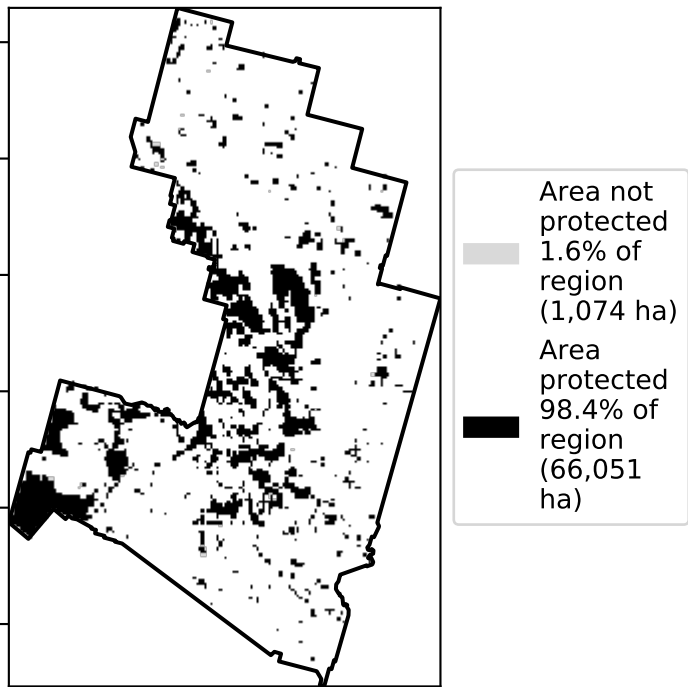 Area not
protected
1.6% of
region
(1,074 ha)
Area
protected
98.4% of
region
(66,051
ha)